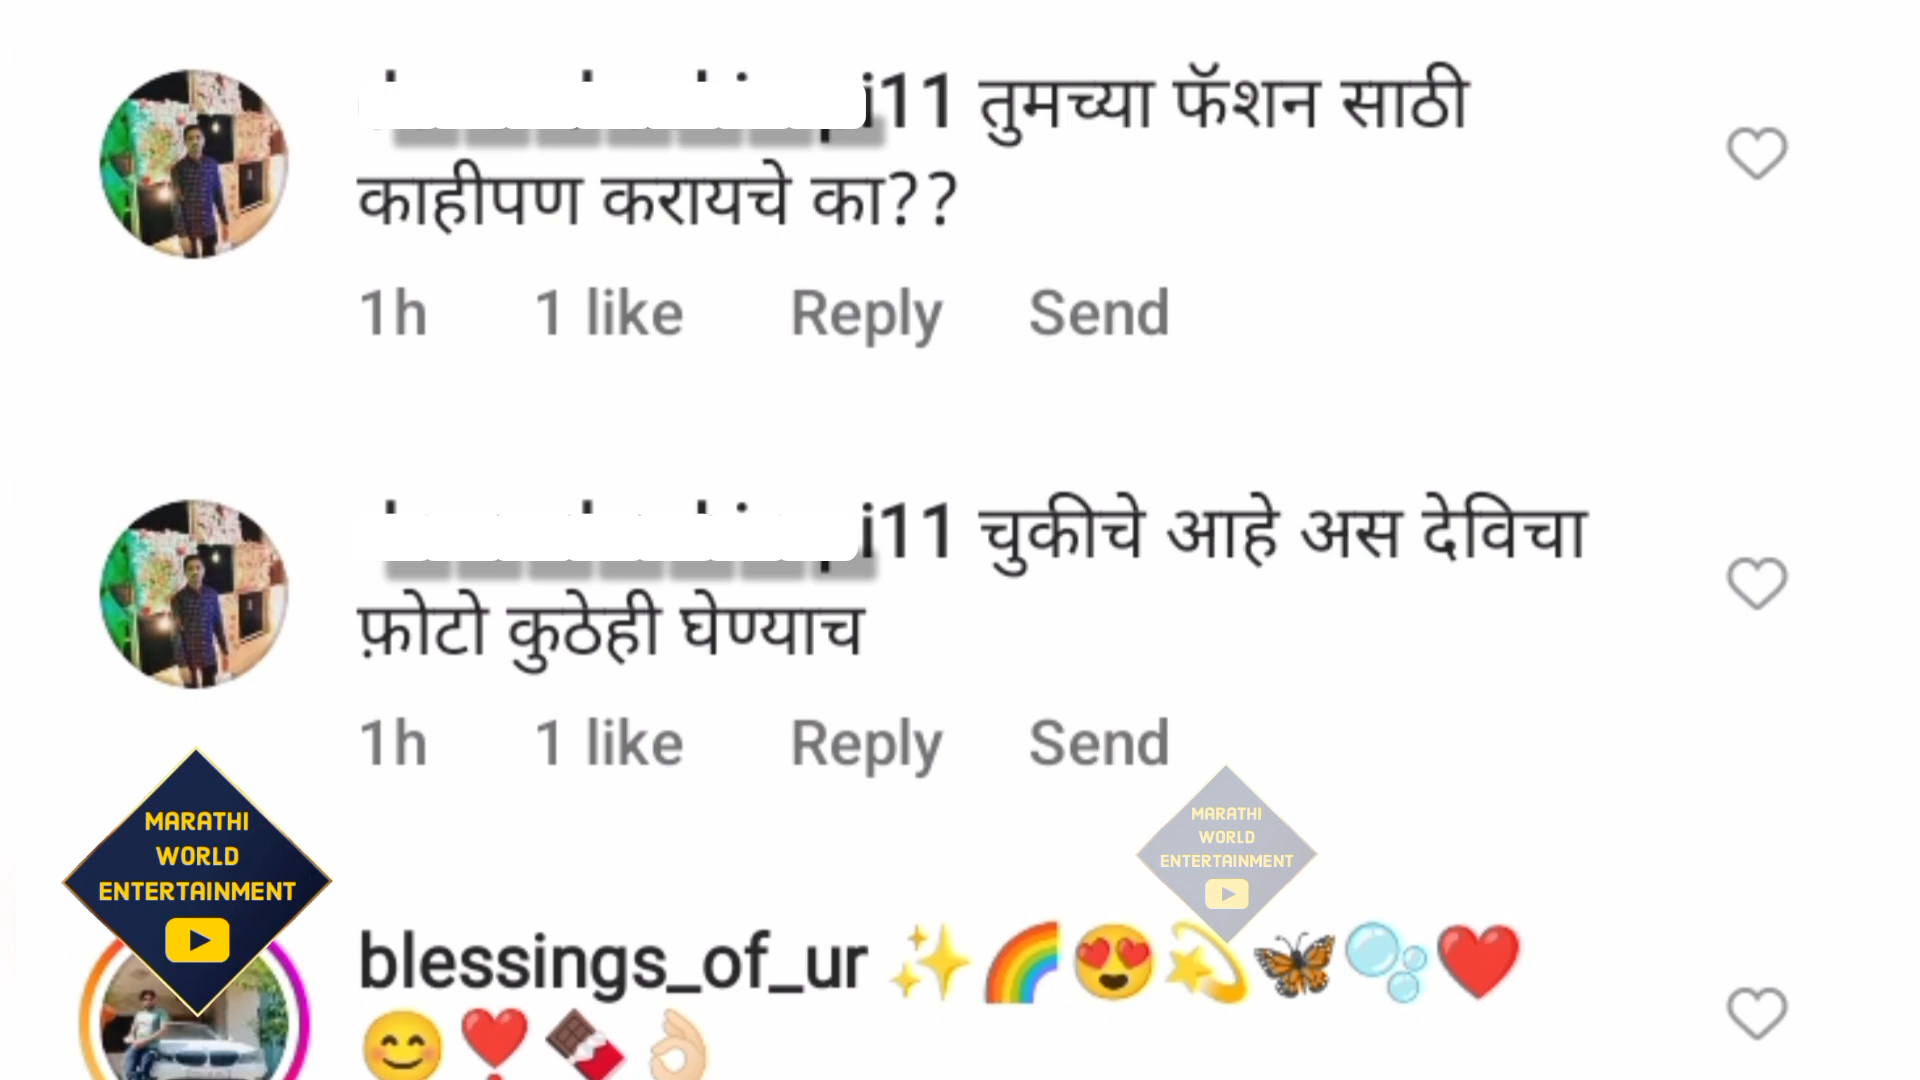 i11 तुमच्या फॅशन साठी
काहीपण करायचे का??
1h 1 like Reply Send
i11 चुकीचे आहे अस देविचा
फ़ोटो कुठेही घेण्याच
1h 1 like Reply Send
MARATHI
WORLD
ENTERTAINMENT
MARATHI
WORLD
ENTERTAINMENT
blessings_of_ur ✨🌈😍💫🦋🫧❤️
😊❣️🍫👌🏻